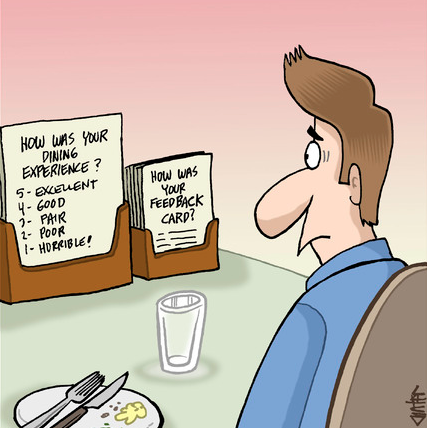 HOW WAS YOUR
DINING
EXPERIENCE?
5- EXCELLENT
4- GOOD
3- FAIR
2- POOR
1- HORRIBLE!
HOW WAS
YOUR
FEEDBACK
CARD?